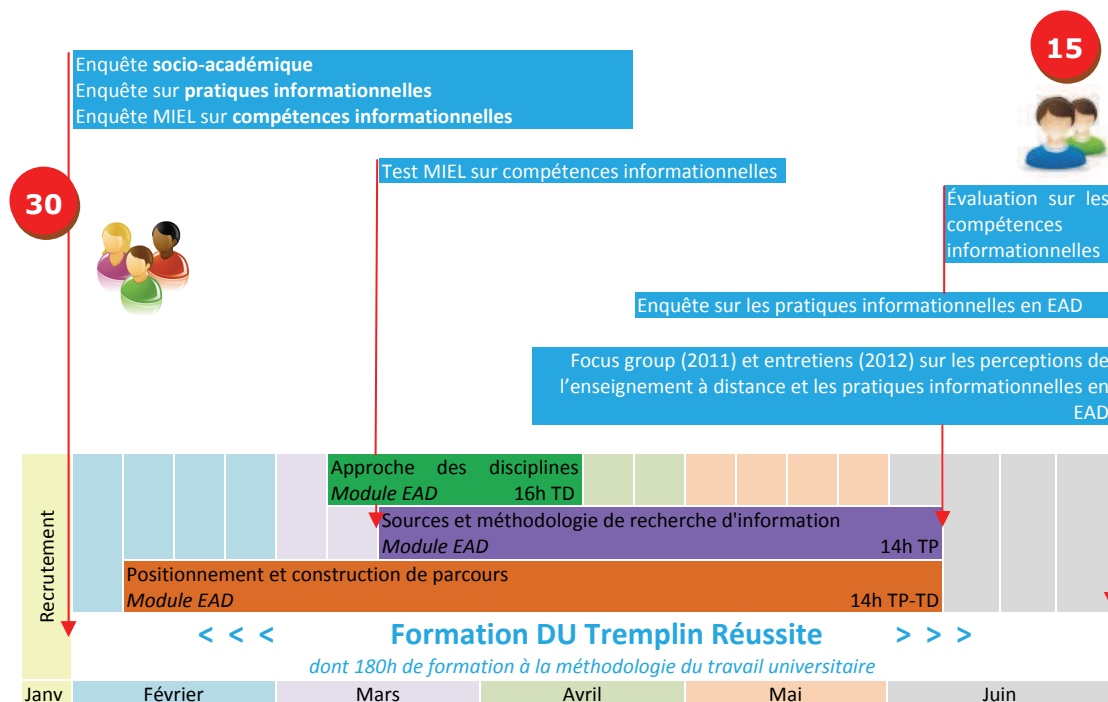 15
Enquête socio-académique
Enquête sur pratiques informationnelles
Enquête MIEL sur compétences informationnelles
Test MIEL sur compétences informationnelles
30
Évaluation sur les
compétences
informationnelles
Enquête sur les pratiques informationnelles en EAD
Focus group (2011) et entretiens (2012) sur les perceptions de
l’enseignement à distance et les pratiques informationnelles en
EAD
Recrutement
Approche des disciplines
Module EAD 16h TD
Sources et méthodologie de recherche d'information
Module EAD 14h TP
Positionnement et construction de parcours
Module EAD 14h TP-TD
< < < Formation DU Tremplin Réussite > > >
dont 180h de formation à la méthodologie du travail universitaire
Janv Février Mars Avril Mai Juin